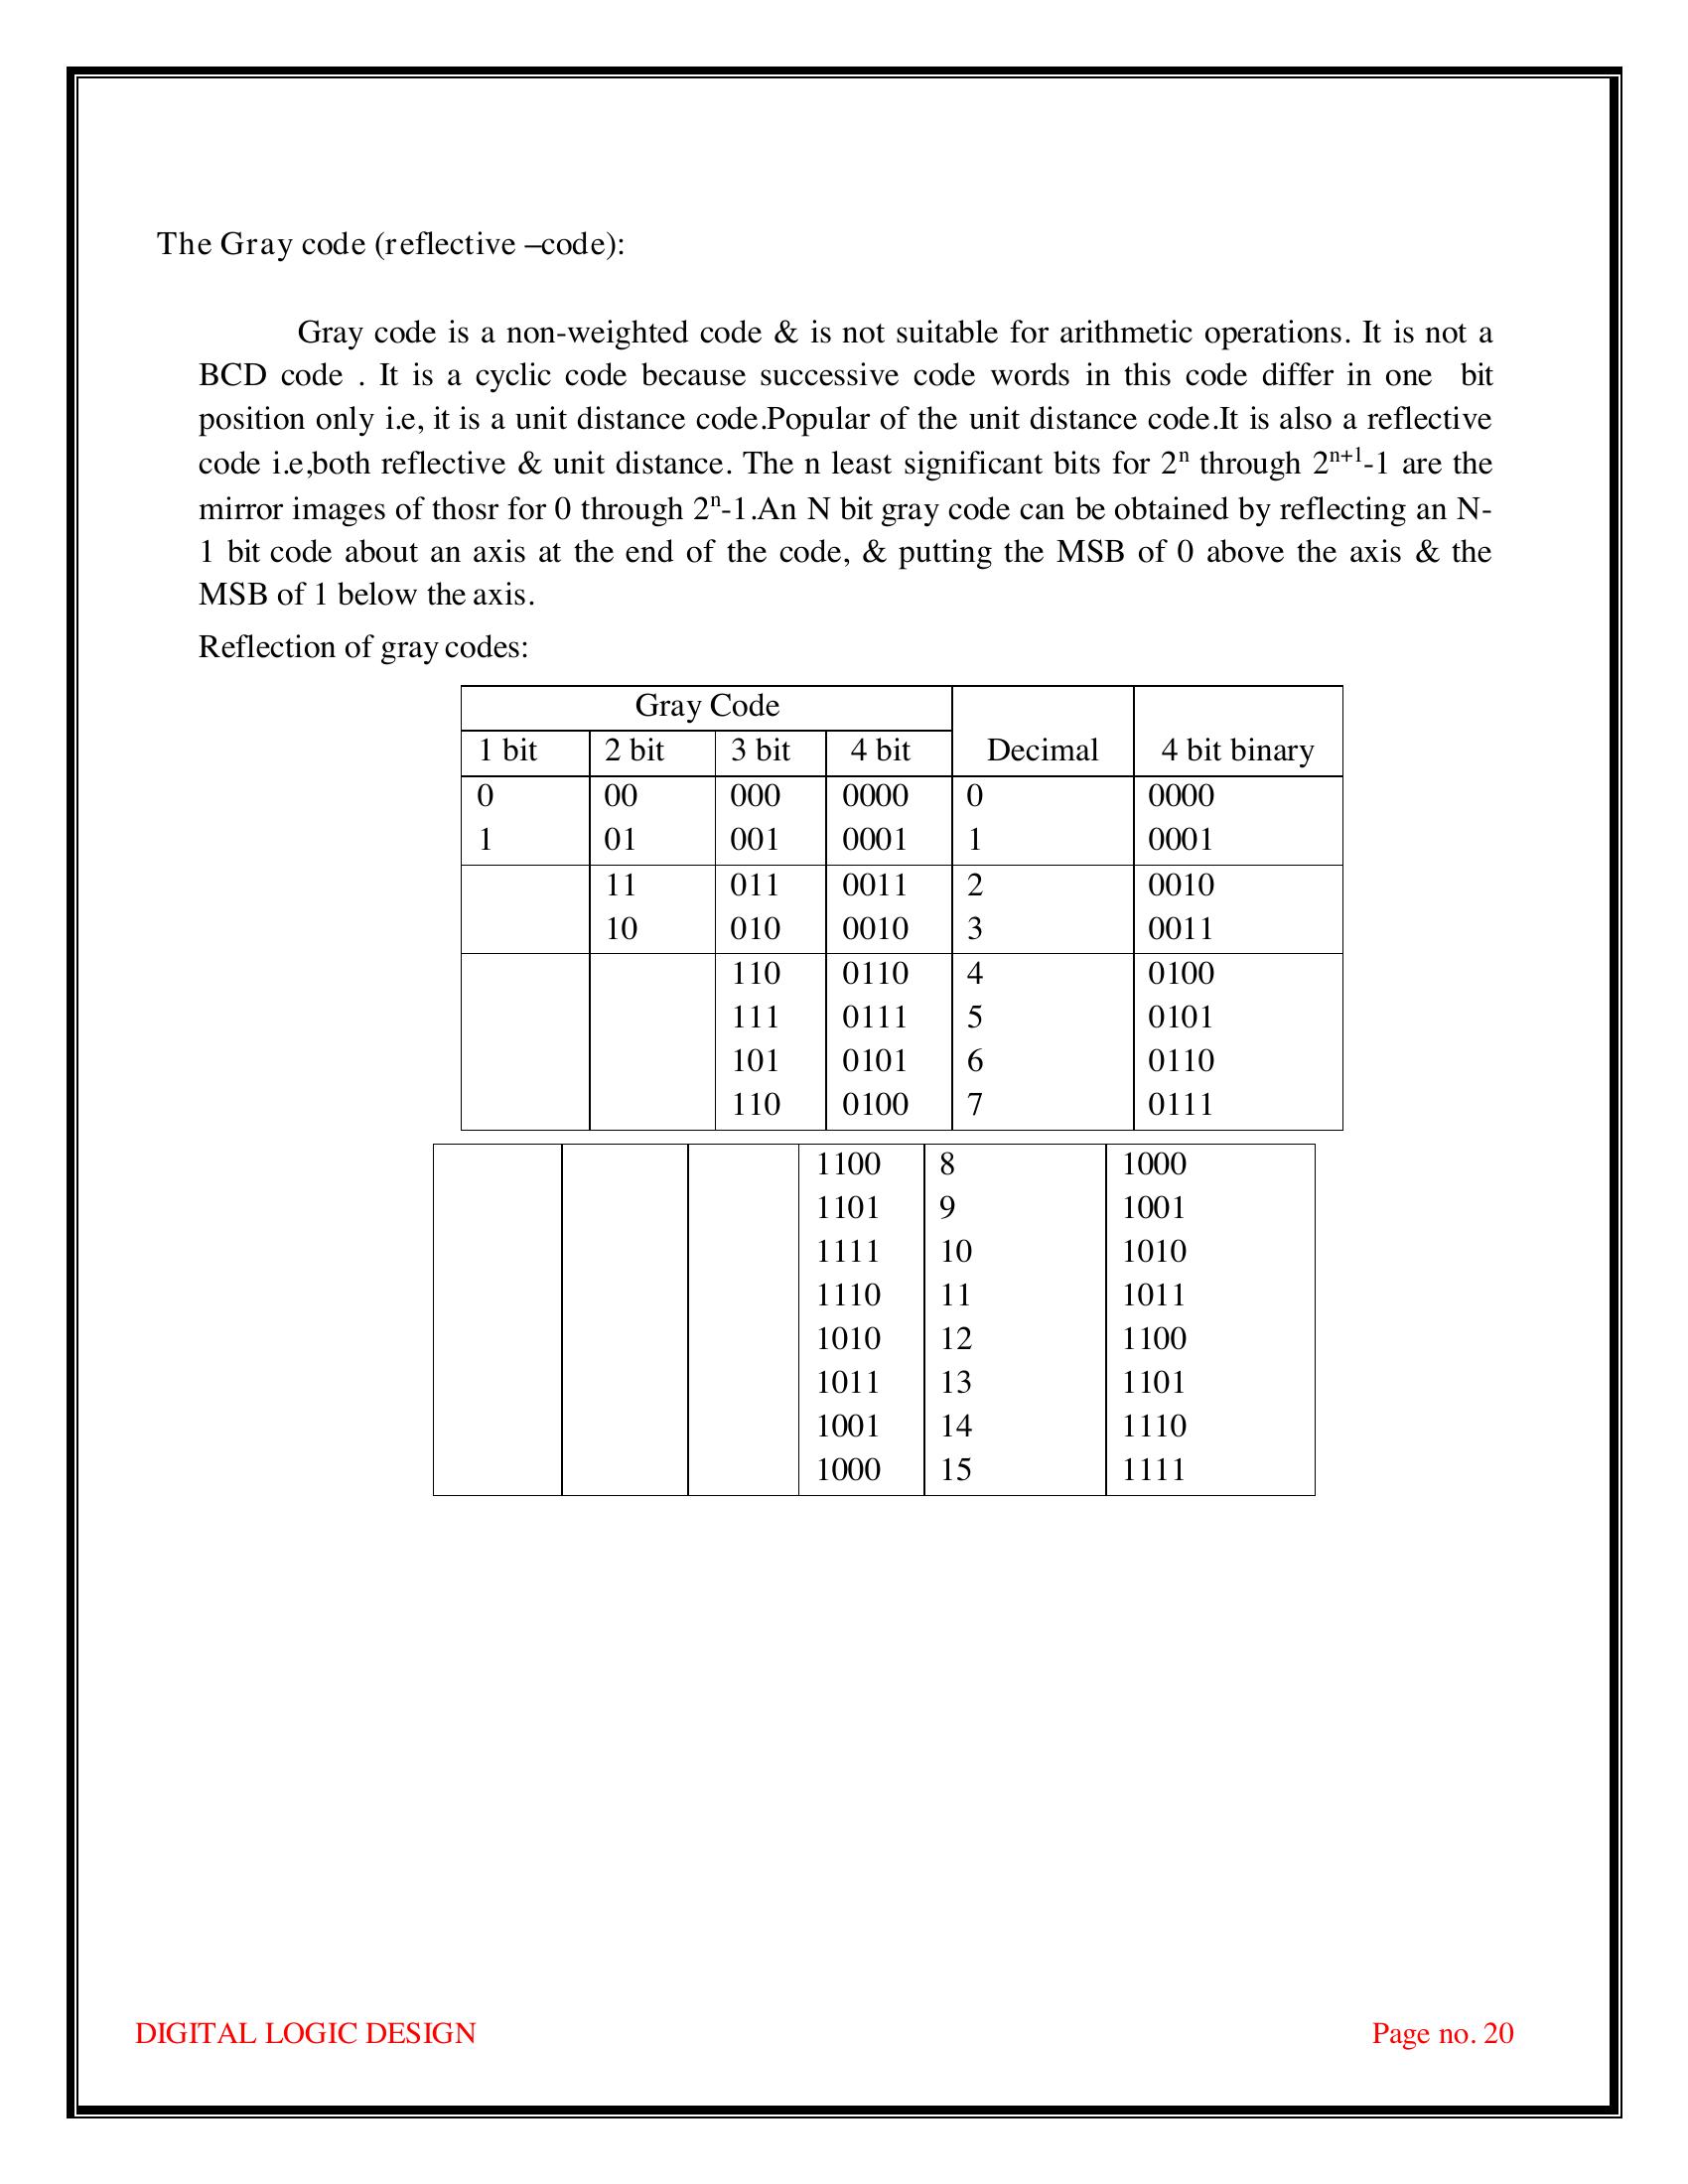 The Gray code (reflective –code):
Gray code is a non-weighted code & is not suitable for arithmetic operations. It is not a
BCD code . It is a cyclic code because successive code words in this code differ in one bit
position only i.e, it is a unit distance code.Popular of the unit distance code.It is also a reflective
code i.e,both reflective & unit distance. The n least significant bits for 2ⁿ through 2ⁿ⁺¹-1 are the
mirror images of thosr for 0 through 2ⁿ-1.An N bit gray code can be obtained by reflecting an N-
1 bit code about an axis at the end of the code, & putting the MSB of 0 above the axis & the
MSB of 1 below the axis.
Reflection of gray codes:
Gray Code
1 bit 2 bit 3 bit 4 bit Decimal 4 bit binary
0 00 000 0000 0 0000
1 01 001 0001 1 0001
11 011 0011 2 0010
10 010 0010 3 0011
110 0110 4 0100
111 0111 5 0101
101 0101 6 0110
110 0100 7 0111
1100 8 1000
1101 9 1001
1111 10 1010
1110 11 1011
1010 12 1100
1011 13 1101
1001 14 1110
1000 15 1111
DIGITAL LOGIC DESIGN Page no. 20